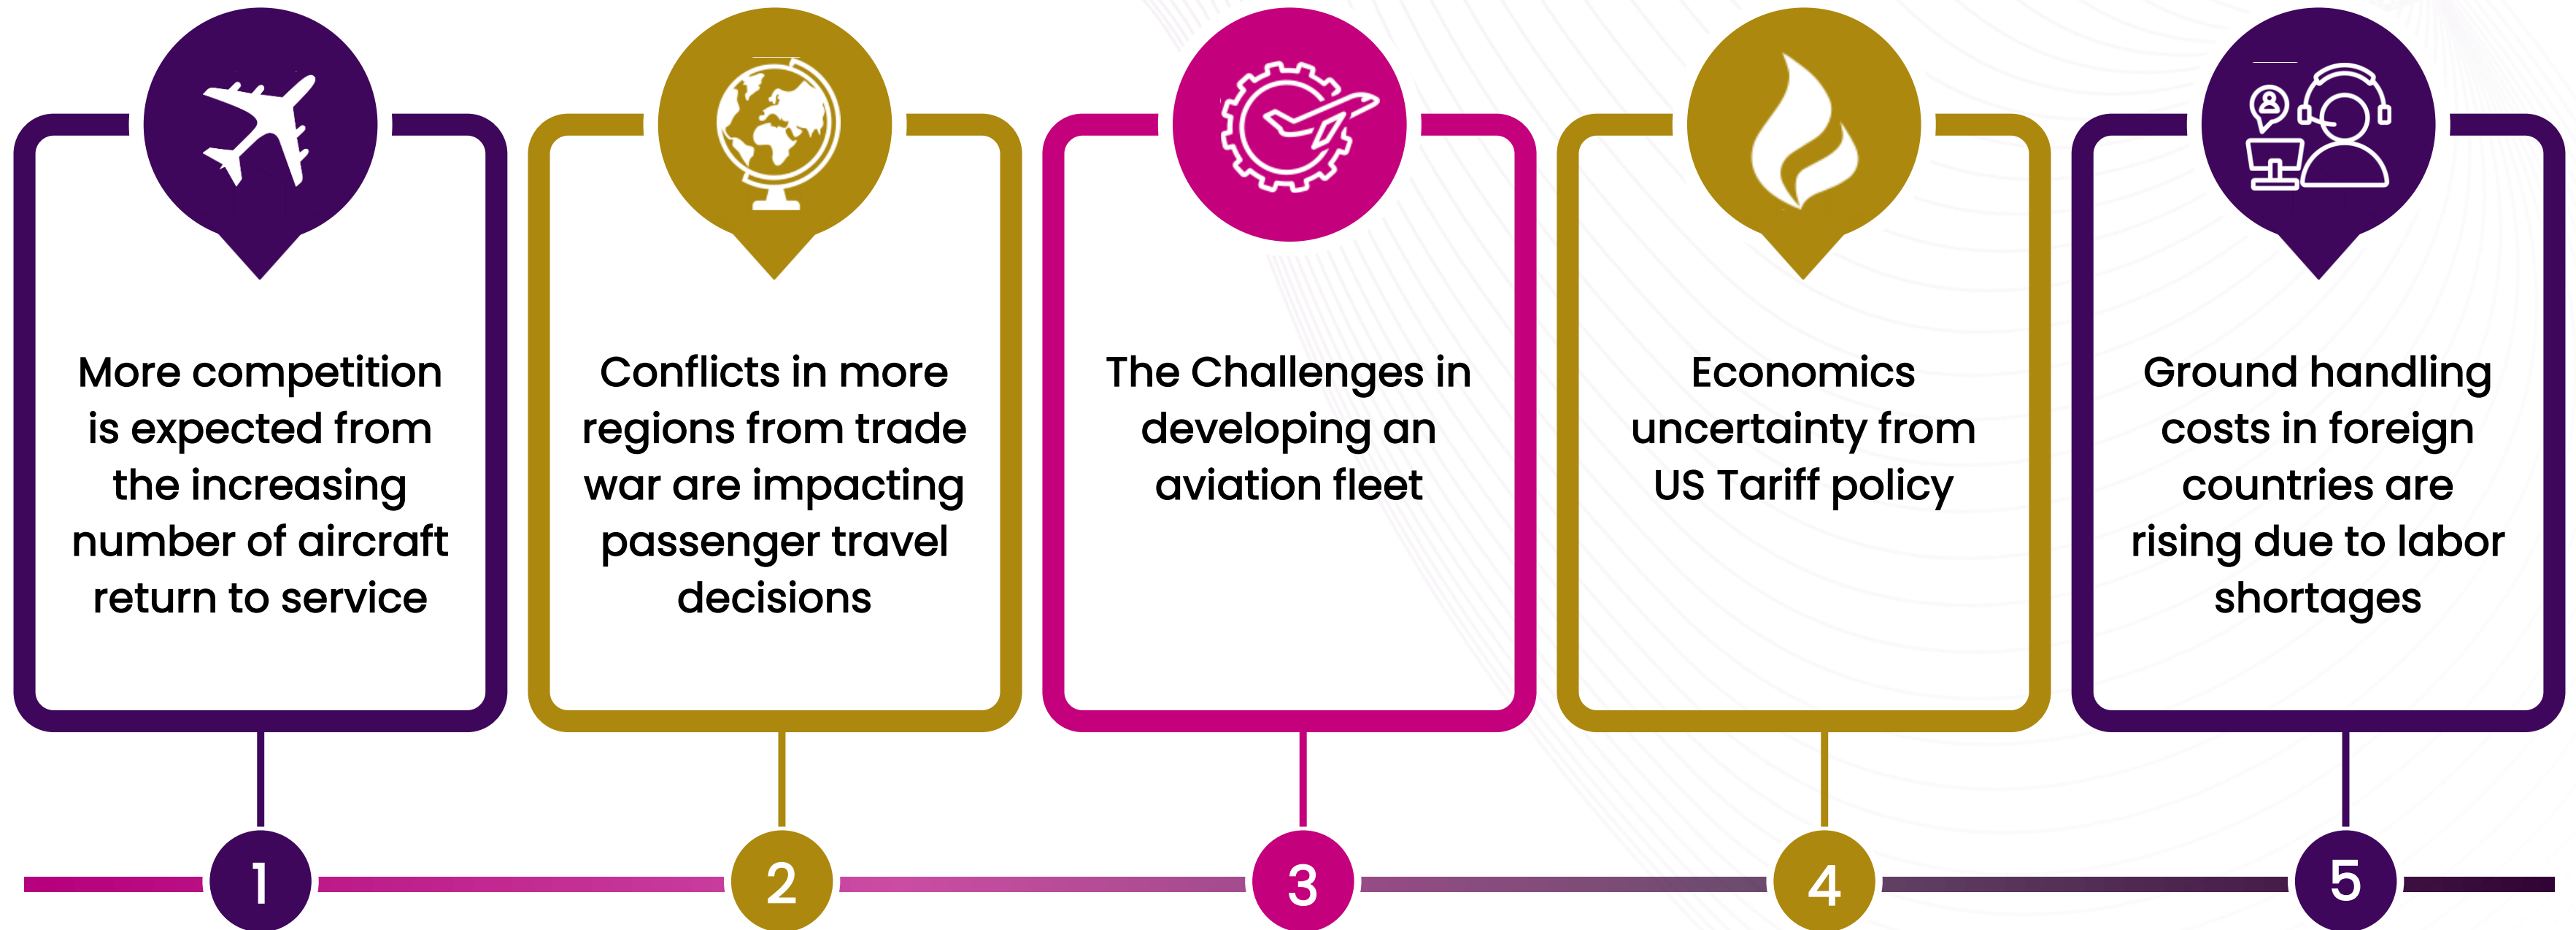 More competition
is expected from
the increasing
number of aircraft
return to service
Conflicts in more
regions from trade
war are impacting
passenger travel
decisions
The Challenges in
developing an
aviation fleet
Economics
uncertainty from
US Tariff policy
Ground handling
costs in foreign
countries are
rising due to labor
shortages
1
2
3
4
5